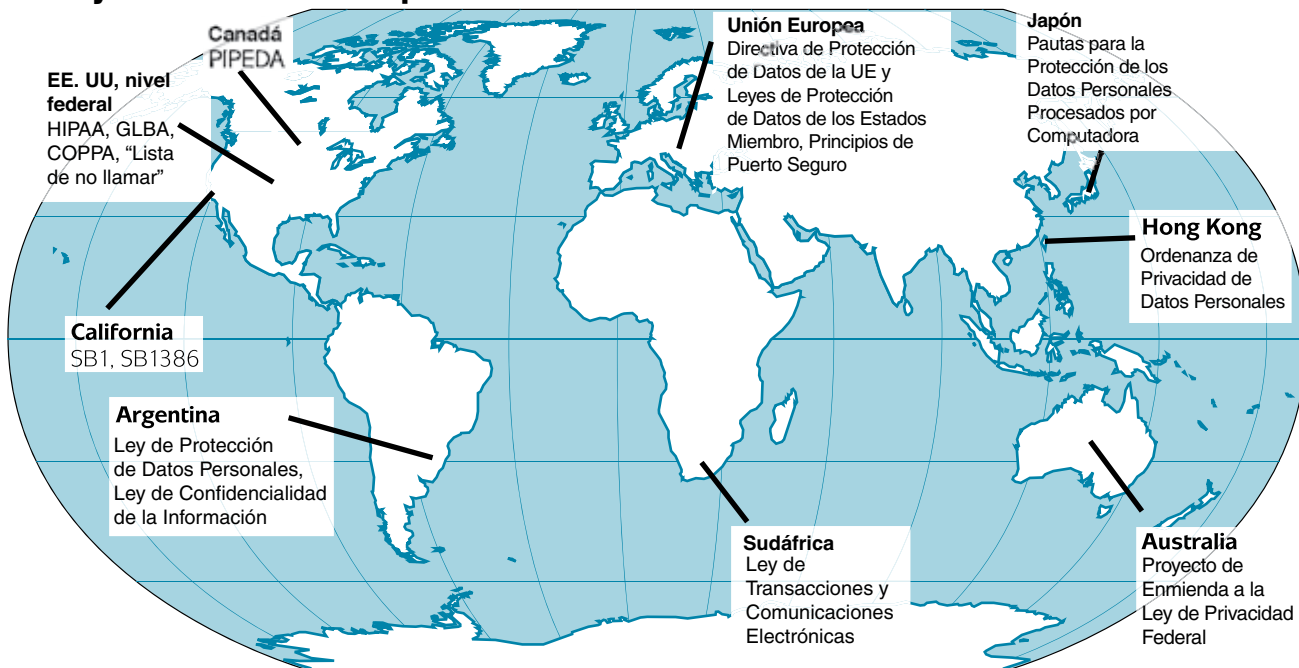 Canadá
PIPEDA
EE. UU, nivel
federal
HIPAA, GLBA,
COPPA, “Lista
de no llamar”
California
SB1, SB1386
Argentina
Ley de Protección
de Datos Personales,
Ley de Confidencialidad
de la Información
Unión Europea
Directiva de Protección
de Datos de la UE y
Leyes de Protección
de Datos de los Estados
Miembro, Principios de
Puerto Seguro
Sudáfrica
Ley de
Transacciones y
Comunicaciones
Electrónicas
Japón
Pautas para la
Protección de los
Datos Personales
Procesados por
Computadora
Hong Kong
Ordenanza de
Privacidad de
Datos Personales
Australia
Proyecto de
Enmienda a la
Ley de Privacidad
Federal